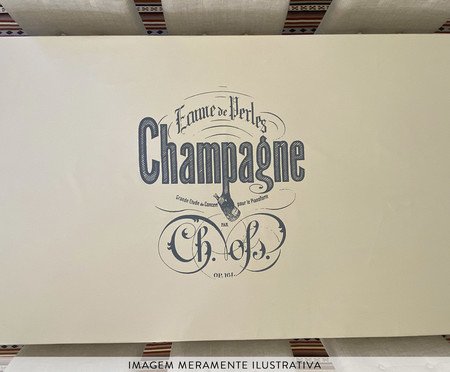 Ecume de Perles
Champagne
Grande Etude de Concert pour le Pianoforte
PAR
Ch. Ofs.
OP. 161
IMAGEM MERAMENTE ILUSTRATIVA